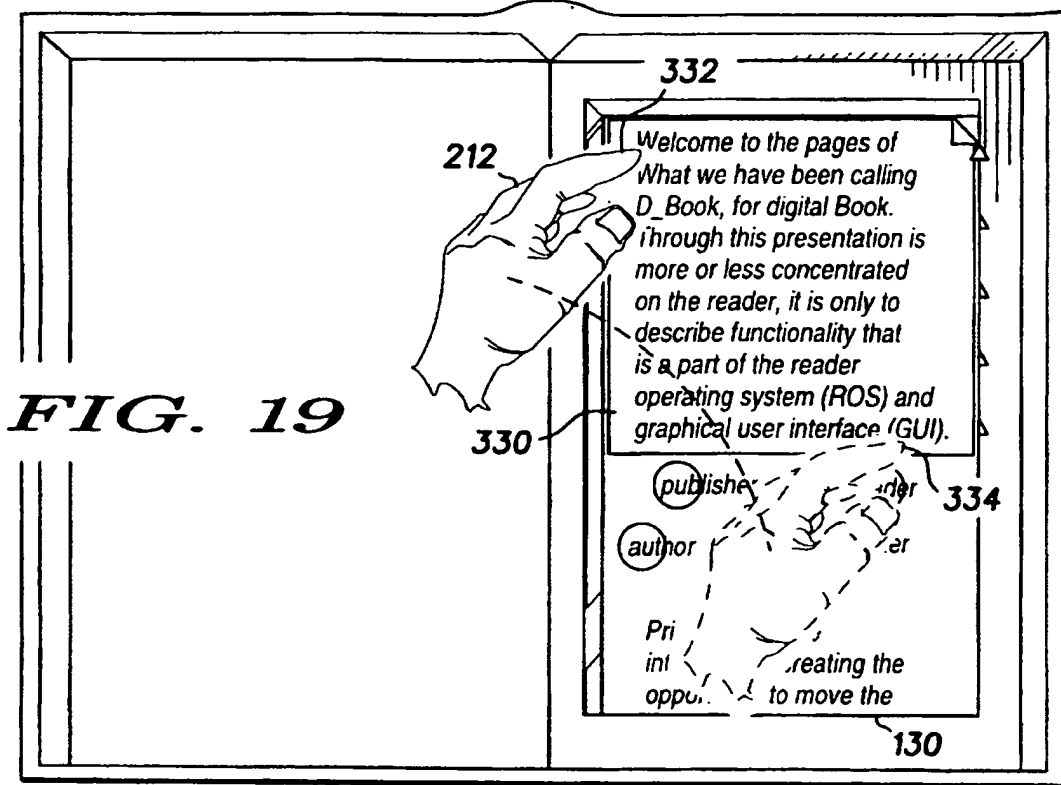 332
212
Welcome to the pages of
What we have been calling
D_Book, for digital Book.
Through this presentation is
more or less concentrated
on the reader, it is only to
describe functionality that
is a part of the reader
operating system (ROS) and
graphical user interface (GUI).
FIG. 19
330
334
author
Pri
int reating the
to move the
130